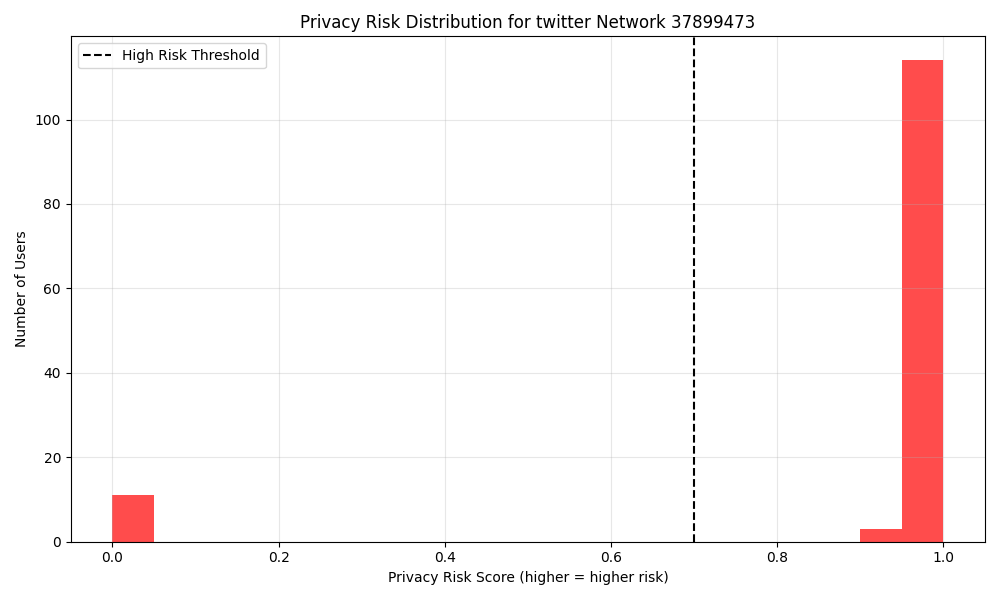 Privacy Risk Distribution for twitter Network 37899473
High Risk Threshold
Number of Users
100
80
60
40
20
0
0.0 0.2 0.4 0.6 0.8 1.0
Privacy Risk Score (higher = higher risk)